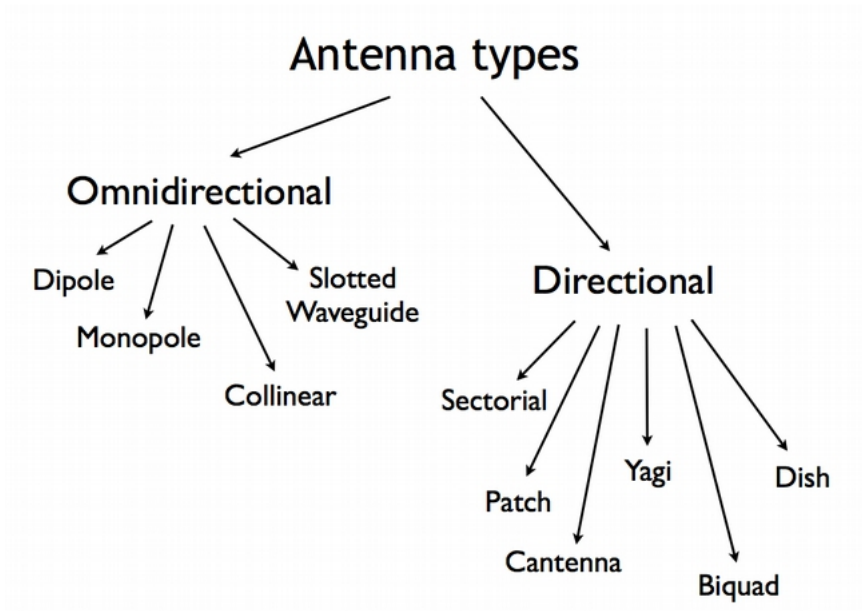 Antenna types
Omnidirectional
Dipole
Monopole
Collinear
Slotted
Waveguide
Directional
Sectorial
Patch
Cantenna
Yagi
Biquad
Dish